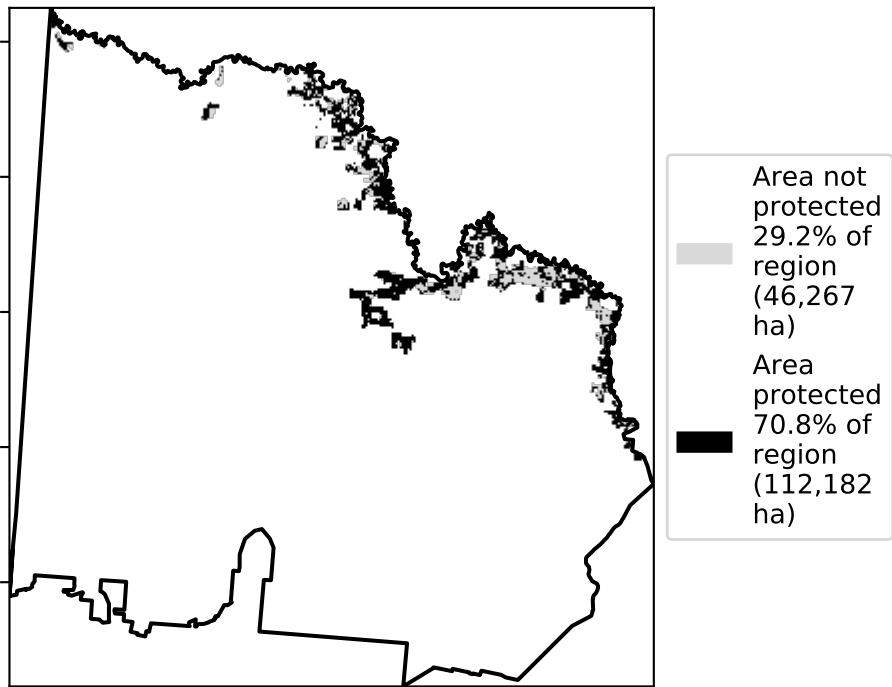 Area not
protected
29.2% of
region
(46,267
ha)
Area
protected
70.8% of
region
(112,182
ha)